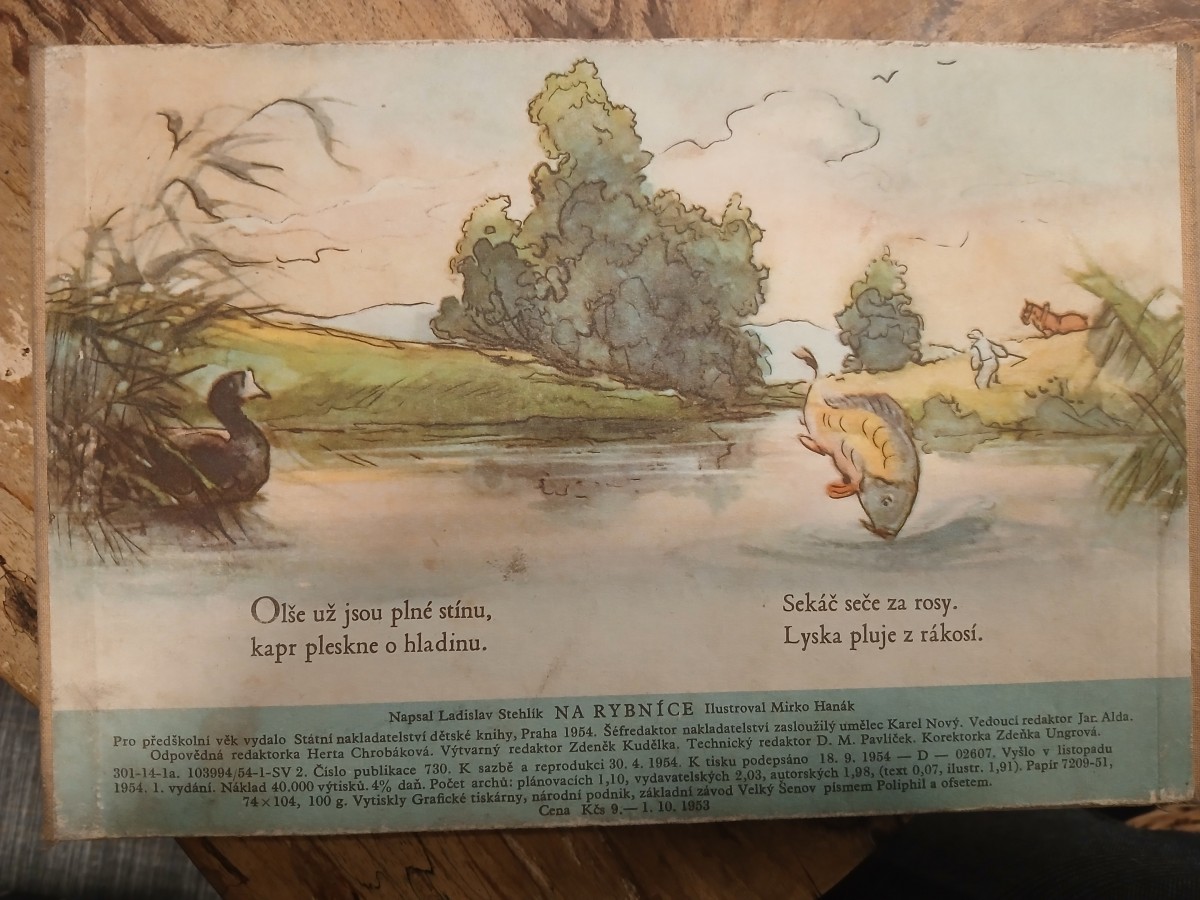 Olše už jsou plné stínu,
kapr pleskne o hladinu.
Sekáč seče za rosy.
Lyska pluje z rákosí.
Napsal Ladislav Stehlík NA RYBNÍCE Ilustroval Mirko Hanák
Pro předškolní věk vydalo Státní nakladatelství dětské knihy, Praha 1954. Šéfredaktor nakladatelství zasloužilý umělec Karel Nový. Vedoucí redaktor Jar. Alda.
Odpovědná redaktorka Herta Chrobáková. Výtvarný redaktor Zdeněk Kudělka. Technický redaktor D. M. Pavlíček. Korektorka Zdeňka Ungrová.
301-14-1a. 103994/54-1-SV 2. Číslo publikace 730. K sazbě a reprodukci 30. 4. 1954. K tisku podepsáno 18. 9. 1954 — D — 02607. Vyšlo v listopadu
1954. 1. vydání. Náklad 40.000 výtisků. 4% daň. Počet archů: plánovacích 1,10, vydavatelských 2,03, autorských 1,98, (text 0,07, ilustr. 1,91). Papír 7209-51,
74×104, 100 g. Vytiskly Grafické tiskárny, národní podnik, základní závod Velký Šenov písmem Poliphil a ofsetem.
Cena Kčs 9,— 1. 10. 1953